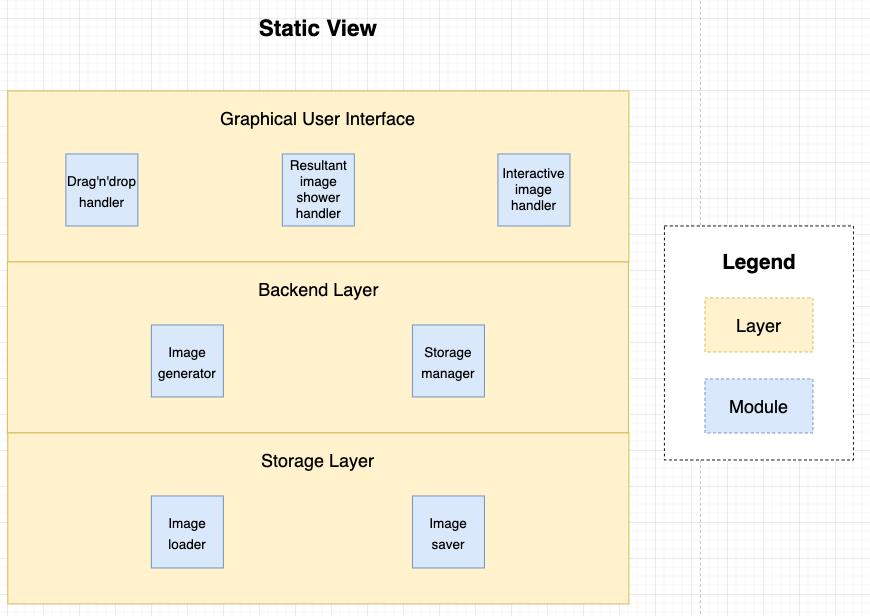 Static View
Graphical User Interface
Drag'n'drop
handler
Resultant
image
shower
handler
Interactive
image
handler
Backend Layer
Image
generator
Storage
manager
Storage Layer
Image
loader
Image
saver
Legend
Layer
Module